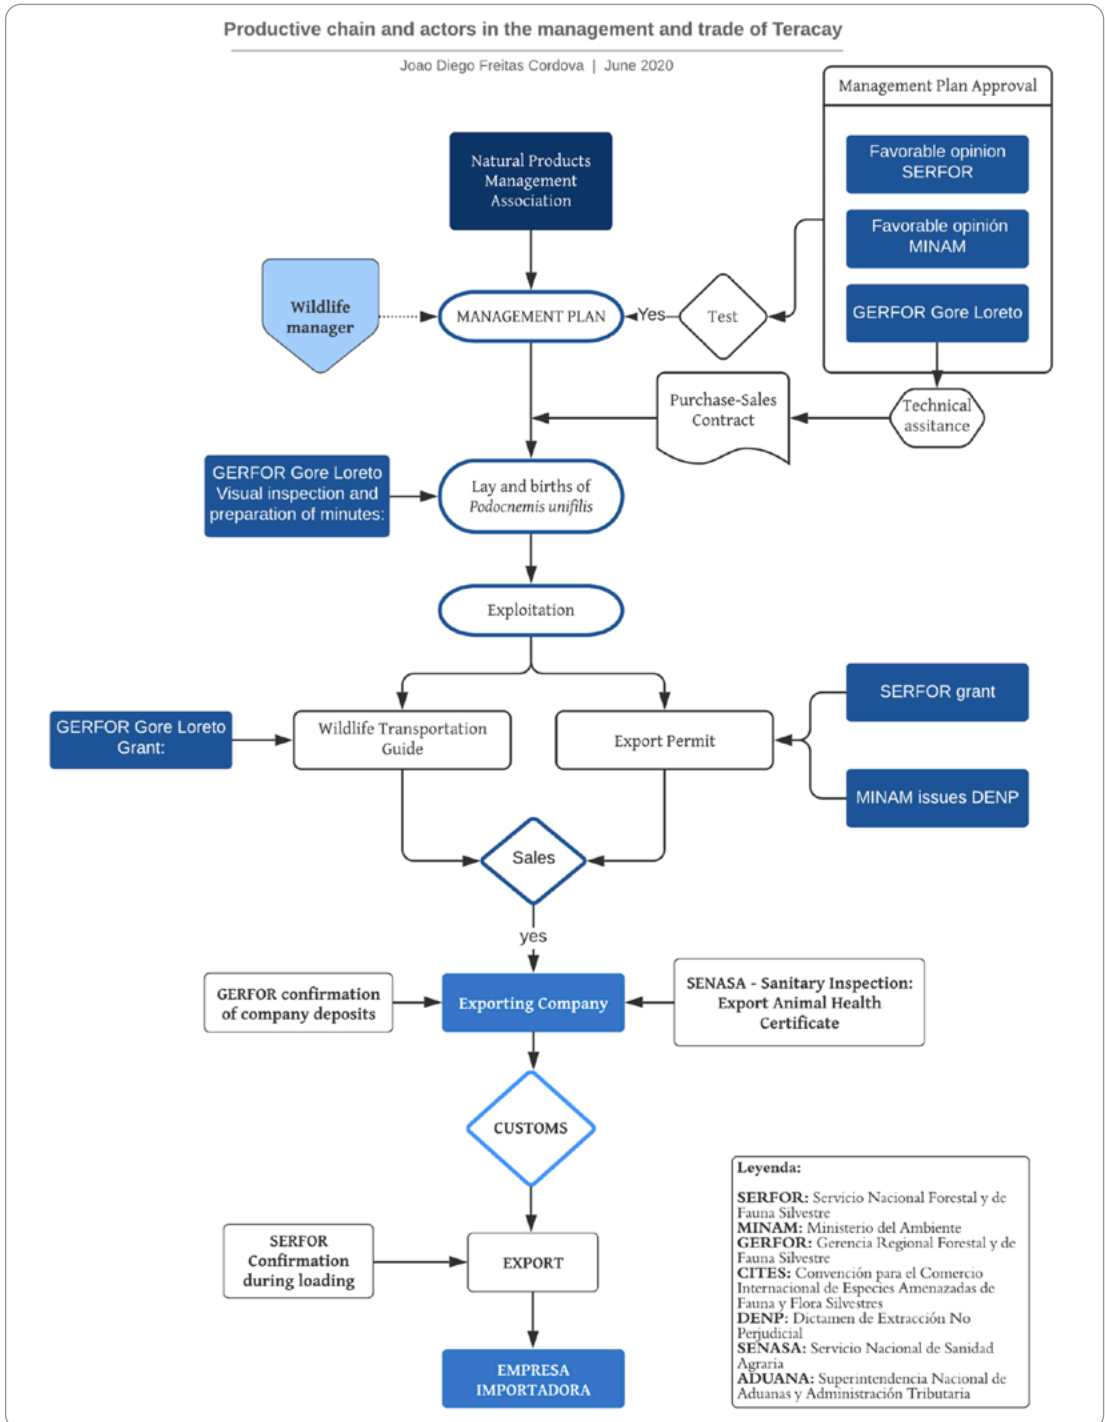 Productive chain and actors in the management and trade of Teracay
Joao Diego Freitas Cordova | June 2020
Management Plan Approval
Favorable opinion
SERFOR
Favorable opinión
MINAM
GERFOR Gore Loreto
Natural Products
Management
Association
Wildlife
manager
MANAGEMENT PLAN
Yes
Test
Purchase-Sales
Contract
Technical
assitance
GERFOR Gore Loreto
Visual inspection and
preparation of minutes:
Lay and births of
Podocnemis unifilis
Exploitation
GERFOR Gore Loreto
Grant:
Wildlife Transportation
Guide
Export Permit
SERFOR grant
MINAM issues DENP
Sales
yes
GERFOR confirmation
of company deposits
Exporting Company
SENASA - Sanitary Inspection:
Export Animal Health
Certificate
CUSTOMS
SERFOR
Confirmation
during loading
EXPORT
EMPRESA
IMPORTADORA
Leyenda:
SERFOR: Servicio Nacional Forestal y de
Fauna Silvestre
MINAM: Ministerio del Ambiente
GERFOR: Gerencia Regional Forestal y de
Fauna Silvestre
CITES: Convención para el Comercio
Internacional de Especies Amenazadas de
Fauna y Flora Silvestres
DENP: Dictamen de Extracción No
Perjudicial
SENASA: Servicio Nacional de Sanidad
Agraria
ADUANA: Superintendencia Nacional de
Aduanas y Administración Tributaria